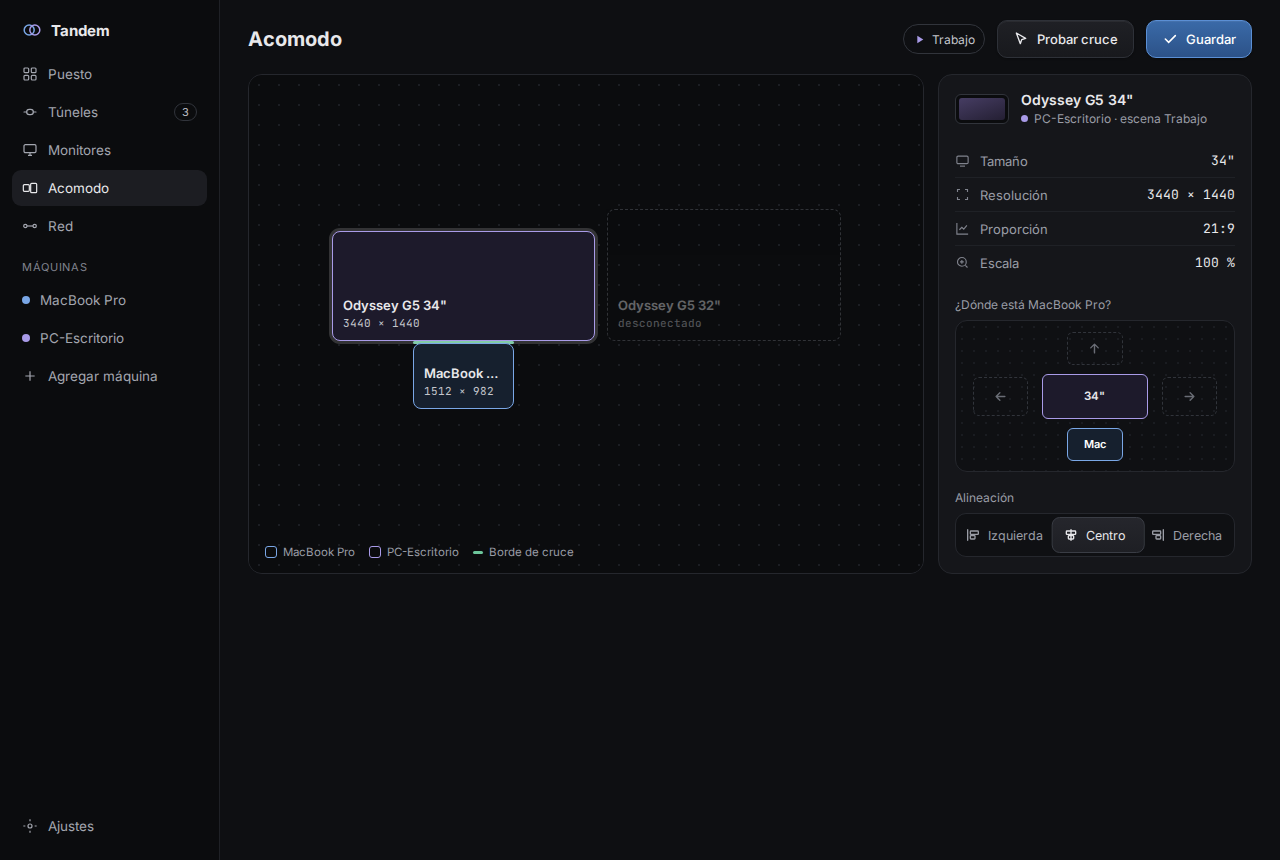 Tandem
Puesto
Túneles
3
Monitores
Acomodo
Red
MÁQUINAS
MacBook Pro
PC-Escritorio
Agregar máquina
Ajustes
Acomodo
Trabajo
Probar cruce
Guardar
Odyssey G5 34"
3440 × 1440
Odyssey G5 32"
desconectado
MacBook ...
1512 × 982
MacBook Pro
PC-Escritorio
Borde de cruce
Odyssey G5 34"
PC-Escritorio · escena Trabajo
Tamaño
34"
Resolución
3440 × 1440
Proporción
21:9
Escala
100 %
¿Dónde está MacBook Pro?
34"
Mac
Alineación
Izquierda
Centro
Derecha